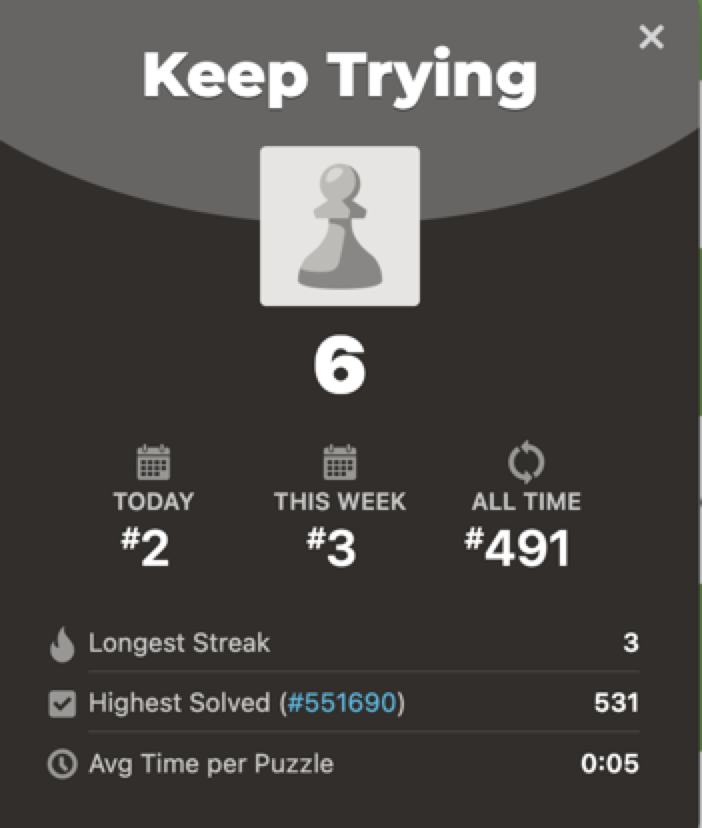 Keep Trying
6
TODAY THIS WEEK ALL TIME
#2 #3 #491
Longest Streak 3
Highest Solved (#551690) 531
Avg Time per Puzzle 0:05